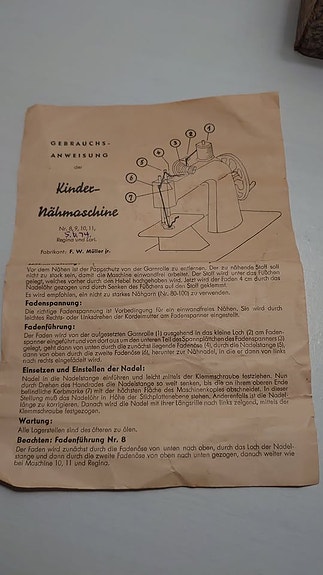 GEBRAUCHS-
ANWEISUNG
der
Kinder-
Nähmaschine
Nr. 8, 9, 10, 11,
Regina und Lori.
Fabrikant: F. W. Müller jr.
1
2
3
4
5
6
7
Vor dem Nähen ist der Pappschutz von der Garnrolle zu entfernen. Der zu nähende Stoff soll
nicht zu stark sein, damit die Maschine einwandfrei arbeitet. Der Stoff wird unter das Füßchen
gelegt, welches vorher durch den Hebel hochgehoben wird. Jetzt wird der Faden 4 cm durch das
Nadelöhr gezogen und durch Senken des Füßchens auf den Stoff geklemmt
Es wird empfohlen, ein nicht zu starkes Nähgarn (Nr. 80-100) zu verwenden.
Fadenspannung:
Die richtige Fadenspannung ist Vorbedingung für ein einwandfreies Nähen. Sie wird durch
leichtes Rechts- oder Linksdrehen der Kordelmutter am Fadenspanner eingestellt.
Fadenführung:
Der Faden wird von der aufgesetzten Garnrolle (1) ausgehend in das kleine Loch (2) am Faden-
spanner eingeführt und von dort aus um den unteren Teil des Spannplättchen des Fadenspanners (3)
gelegt, geht dann von unten durch die zunächst liegende Fadenöse (4), durch die Nadelstange (5),
dann von oben durch die zweite Fadenöse (6), herunter zur Nähnadel, in die er dann von links
nach rechts eingefädelt wird.
Einsetzen und Einstellen der Nadel:
Nadel in die Nadelstange einführen und leicht mittels der Klemmschraube festziehen. Nun
durch Drehen des Handrades die Nadelstange so weit senken, bis die an ihrem oberen Ende
befindliche Kerbmarke (7) mit der höchsten Fläche des Maschinenkopfes abschneidet. In dieser
Stellung muß das Nadelöhr in Höhe der Stichplattenebene stehen. Anderenfalls ist die Nadel-
länge zu korrigieren. Dann wird die Nadel mit ihrer Längsrille nach links zeigend, mittels der
Klemmschraube festgezogen.
Wartung:
Alle Lagerstellen sind des öfteren zu ölen.
Beachten: Fadenführung Nr. 8
Der Faden wird zunächst durch die Fadenöse von unten nach oben, durch das Loch der Nadel-
stange und dann durch die zweite Fadenöse von oben nach unten gezogen, danach weiter wie
bei Maschine 10, 11 und Regina.